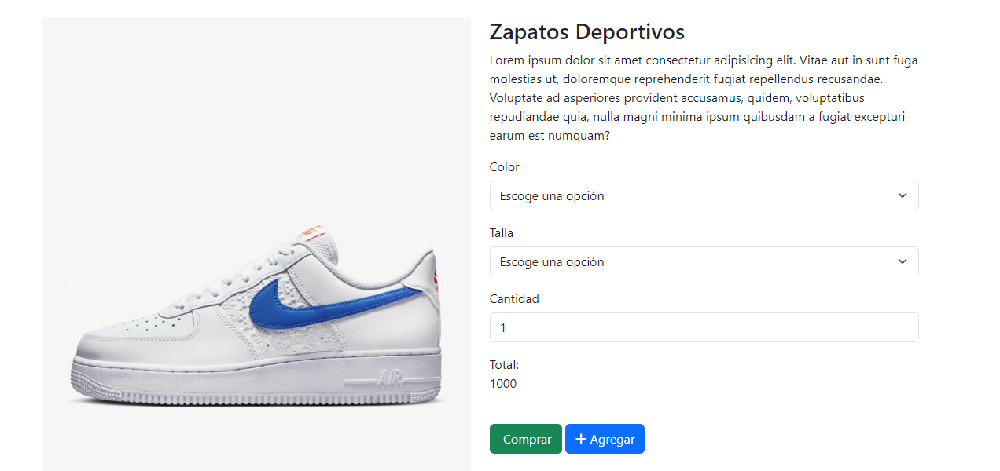 Zapatos Deportivos
Lorem ipsum dolor sit amet consectetur adipisicing elit. Vitae aut in sunt fuga
molestias ut, doloremque reprehenderit fugiat repellendus recusandae.
Voluptate ad asperiores provident accusamus, quidem, voluptatibus
repudiandae quia, nulla magni minima ipsum quibusdam a fugiat excepturi
earum est numquam?
Color
Escoge una opción
Talla
Escoge una opción
Cantidad
1
Total:
1000
AIR
Comprar + Agregar